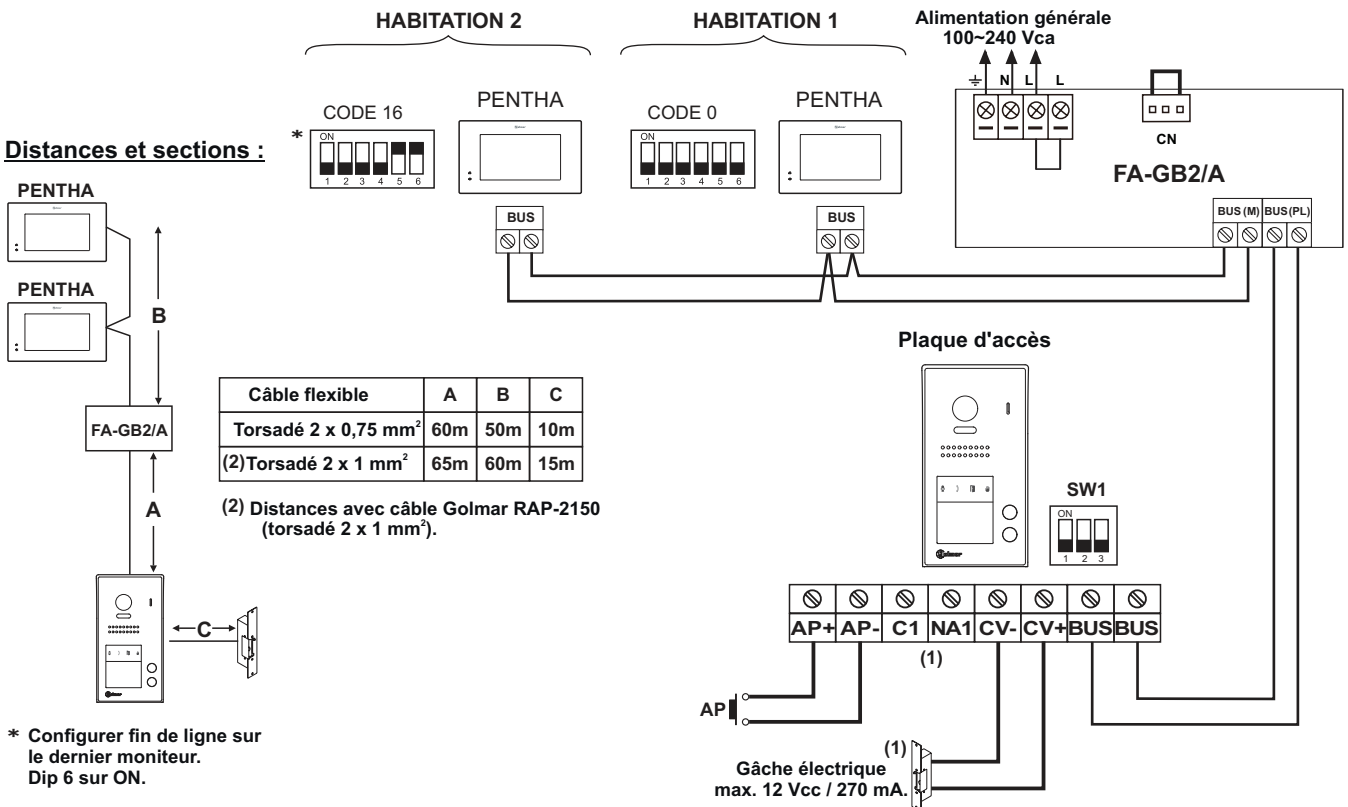 HABITATION 2
HABITATION 1
Alimentation générale
100~240 Vca
N L L
CN
FA-GB2/A
BUS (M) BUS (PL)
CODE 16
PENTHA
CODE 0
PENTHA
*
ON
1 2 3 4 5 6
ON
1 2 3 4 5 6
BUS
BUS
Distances et sections :
PENTHA
PENTHA
B
FA-GB2/A
A
C
Câble flexible A B C
Torsadé 2 x 0,75 mm² 60m 50m 10m
(2) Torsadé 2 x 1 mm² 65m 60m 15m
(2) Distances avec câble Golmar RAP-2150
(torsadé 2 x 1 mm²).
Plaque d'accès
Golmar
SW1
ON
1 2 3
AP+ AP- C1 NA1 CV- CV+ BUS BUS
(1)
AP
(1)
Gâche électrique
max. 12 Vcc / 270 mA.
* Configurer fin de ligne sur
le dernier moniteur.
Dip 6 sur ON.